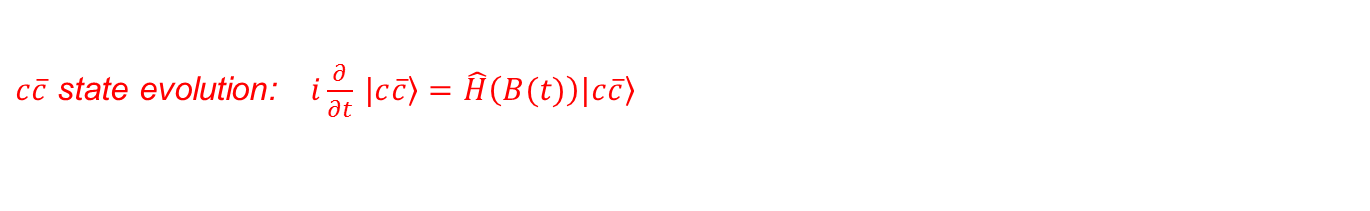 𝑐𝑐̄ state evolution: 𝑖 ∂/∂𝑡 |𝑐𝑐̄⟩ = 𝐻̂(𝐵(𝑡))|𝑐𝑐̄⟩